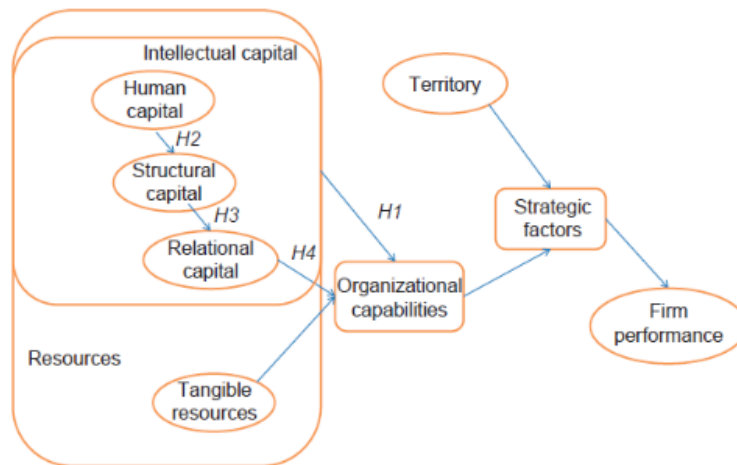 Intellectual capital
Human
capital
H2
Structural
capital
H3
Relational
capital
H4
Resources
Tangible
resources
H1
Organizational
capabilities
Territory
Strategic
factors
Firm
performance